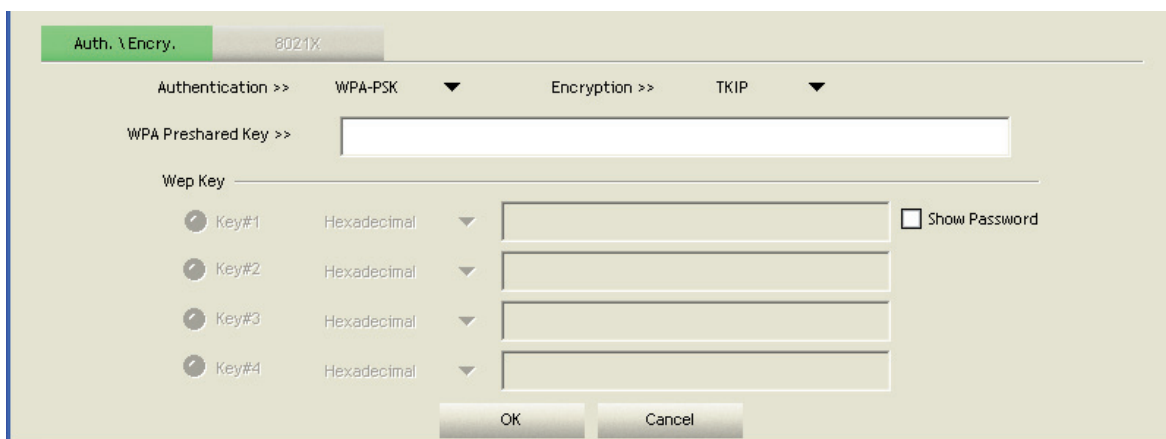 Auth. \ Encry. 8021X
Authentication >> WPA-PSK Encryption >> TKIP
WPA Preshared Key >>
Wep Key
Key#1 Hexadecimal Show Password
Key#2 Hexadecimal
Key#3 Hexadecimal
Key#4 Hexadecimal
OK Cancel